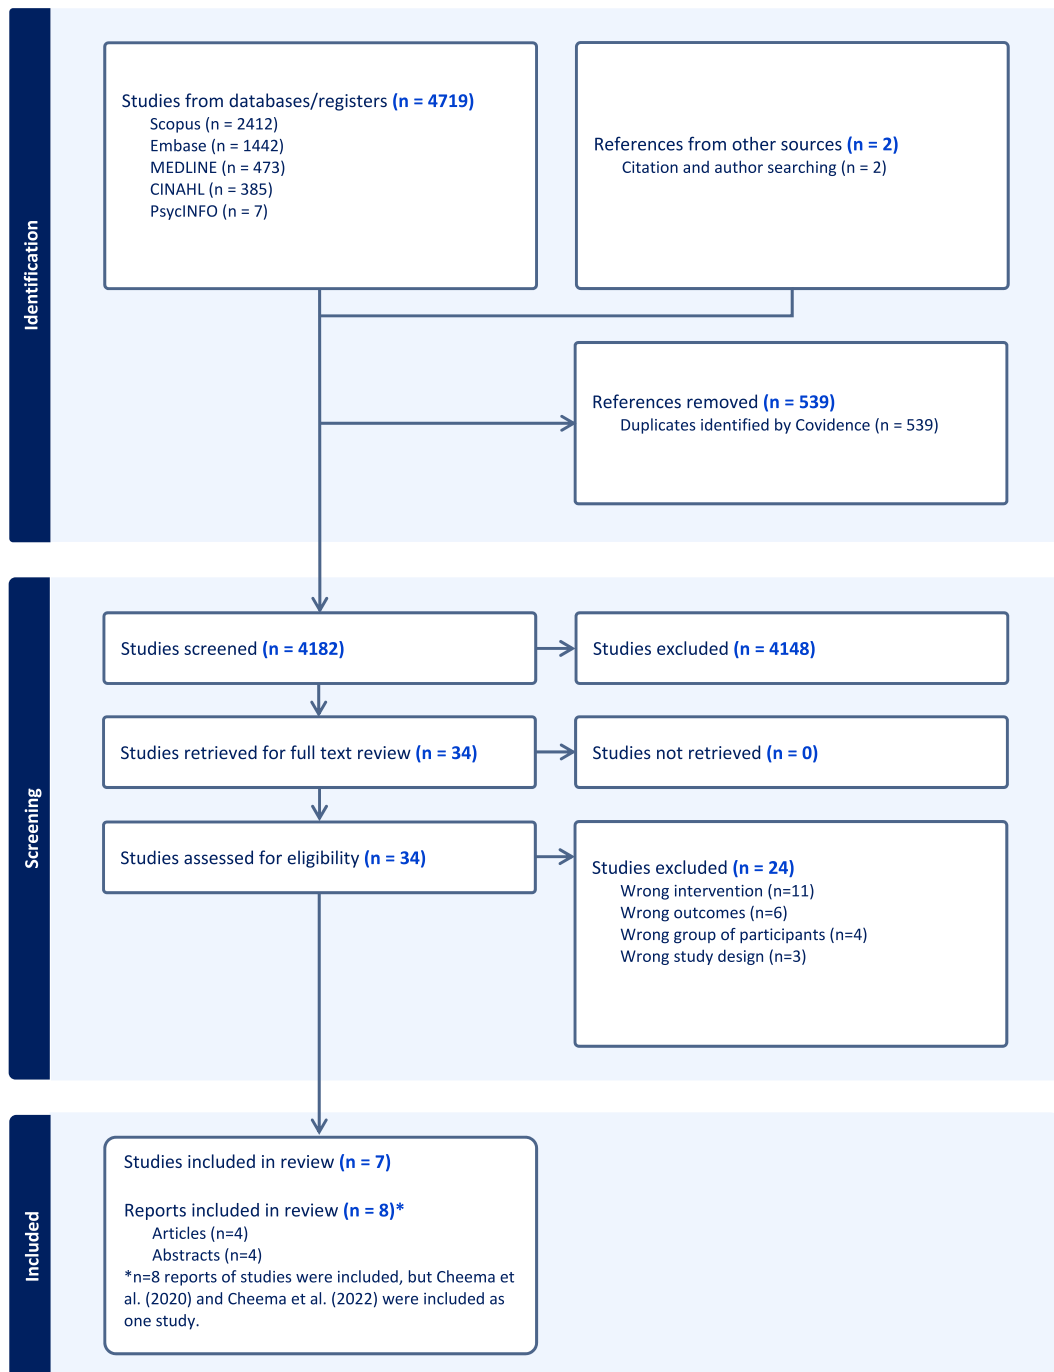 Identification
Studies from databases/registers (n = 4719)
Scopus (n = 2412)
Embase (n = 1442)
MEDLINE (n = 473)
CINAHL (n = 385)
PsycINFO (n = 7)
References from other sources (n = 2)
Citation and author searching (n = 2)
References removed (n = 539)
Duplicates identified by Covidence (n = 539)
Screening
Studies screened (n = 4182)
Studies excluded (n = 4148)
Studies retrieved for full text review (n = 34)
Studies not retrieved (n = 0)
Studies assessed for eligibility (n = 34)
Studies excluded (n = 24)
Wrong intervention (n=11)
Wrong outcomes (n=6)
Wrong group of participants (n=4)
Wrong study design (n=3)
Included
Studies included in review (n = 7)
Reports included in review (n = 8)*
Articles (n=4)
Abstracts (n=4)
*n=8 reports of studies were included, but Cheema et
al. (2020) and Cheema et al. (2022) were included as
one study.